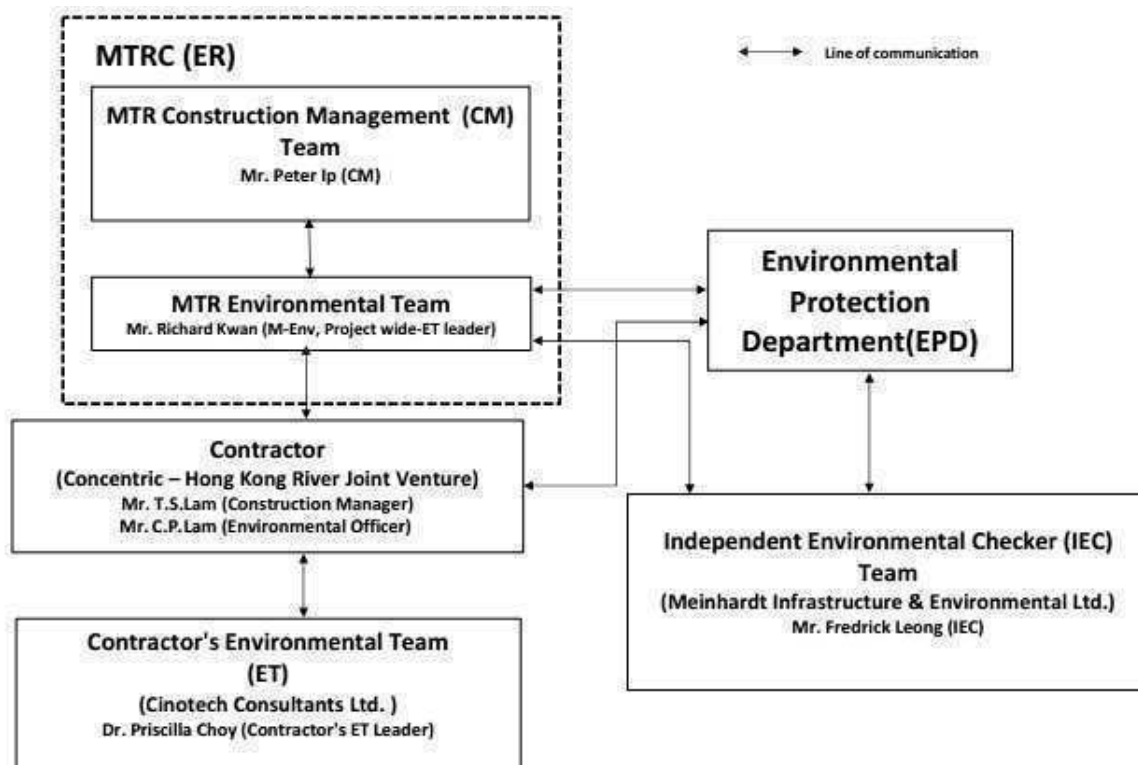 MTRC (ER)
Line of communication
MTR Construction Management (CM)
Team
Mr. Peter Ip (CM)
MTR Environmental Team
Mr. Richard Kwan (M-Env, Project wide-ET leader)
Environmental
Protection
Department(EPD)
Contractor
(Concentric – Hong Kong River Joint Venture)
Mr. T.S.Lam (Construction Manager)
Mr. C.P.Lam (Environmental Officer)
Independent Environmental Checker (IEC)
Team
(Meinhardt Infrastructure & Environmental Ltd.)
Mr. Fredrick Leong (IEC)
Contractor's Environmental Team
(ET)
(Cinotech Consultants Ltd. )
Dr. Priscilla Choy (Contractor's ET Leader)